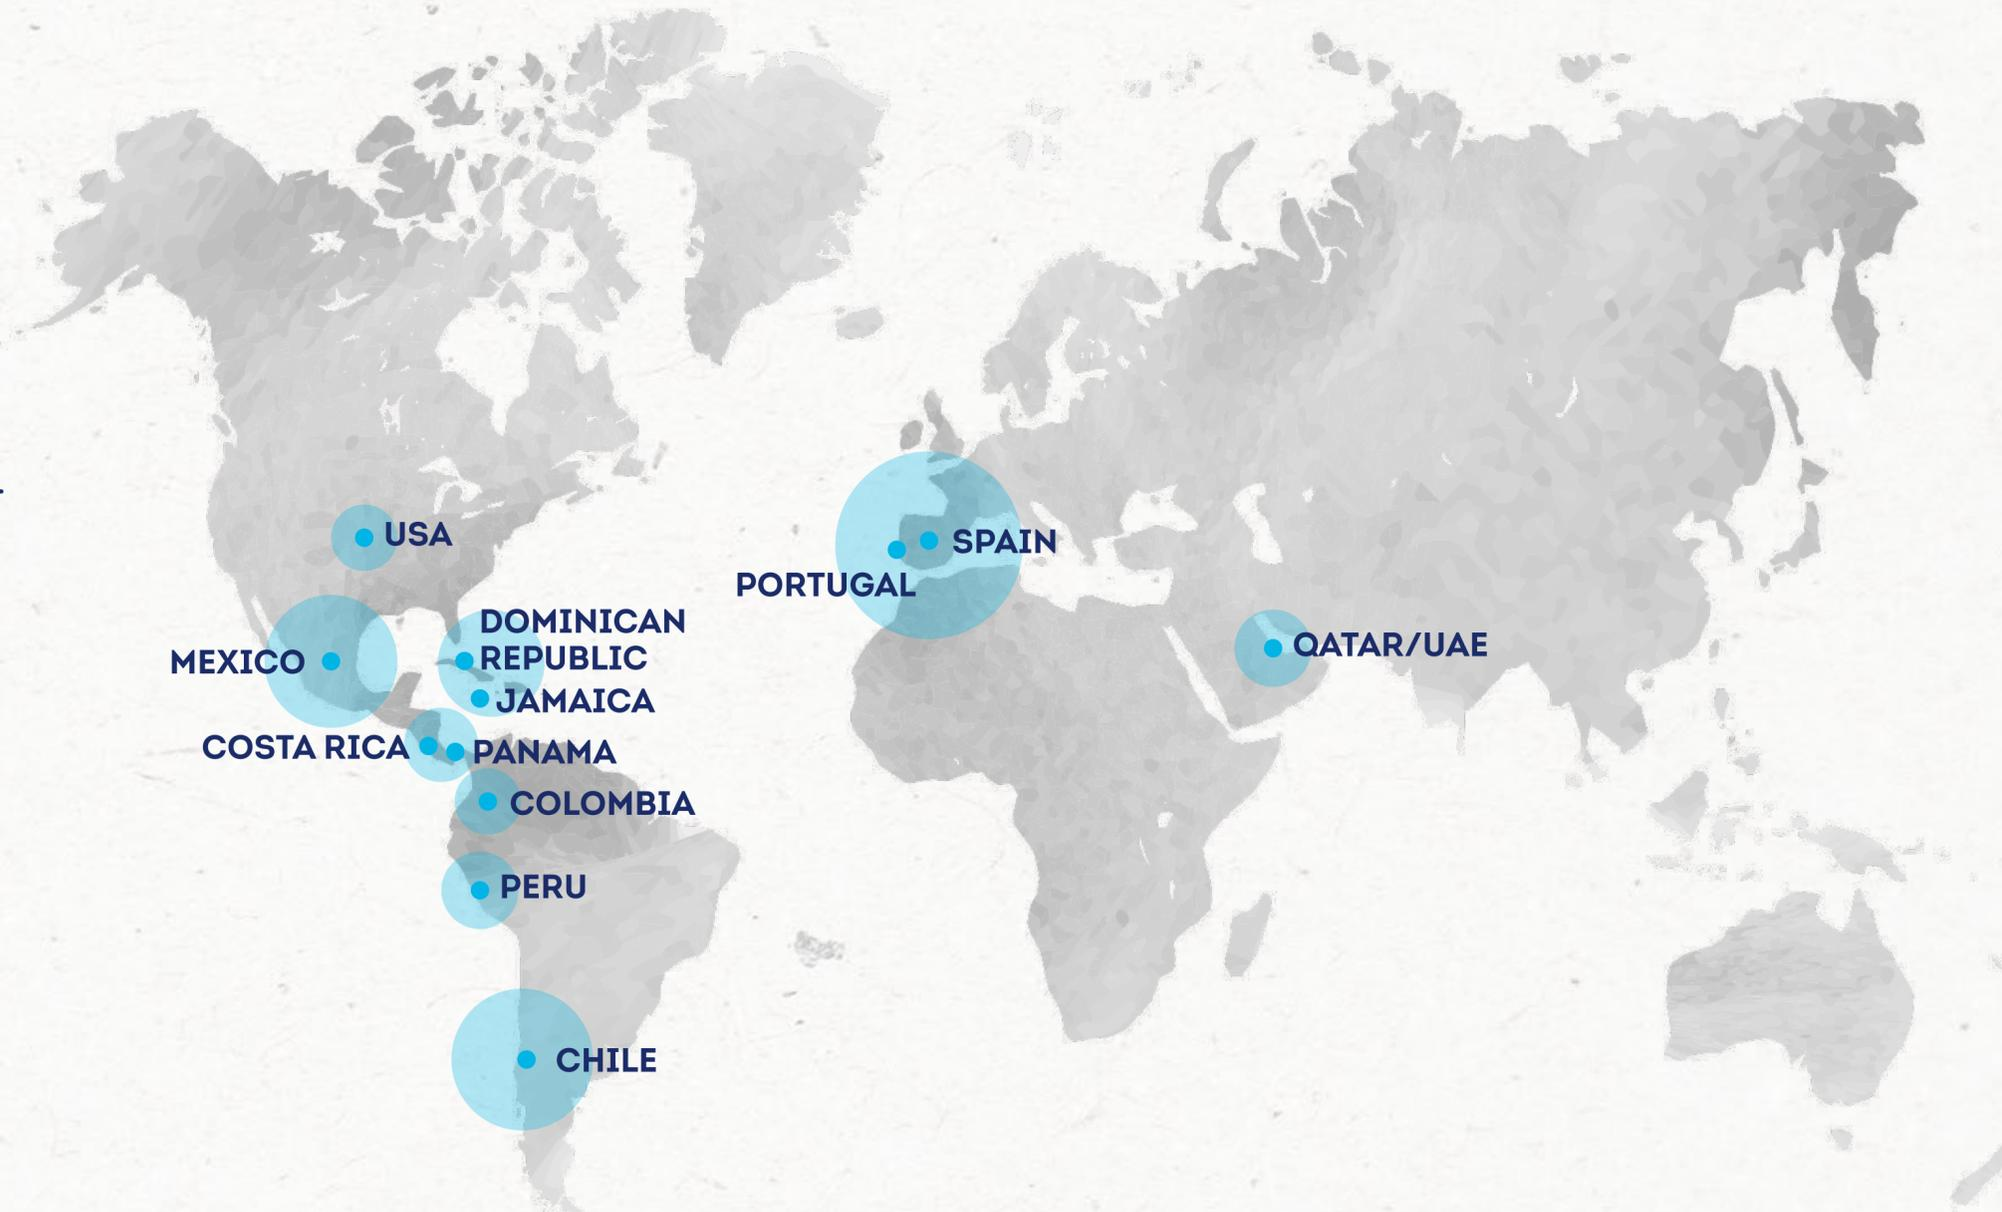 USA
SPAIN
PORTUGAL
DOMINICAN
REPUBLIC
MEXICO
QATAR/UAE
JAMAICA
COSTA RICA
PANAMA
COLOMBIA
PERU
CHILE